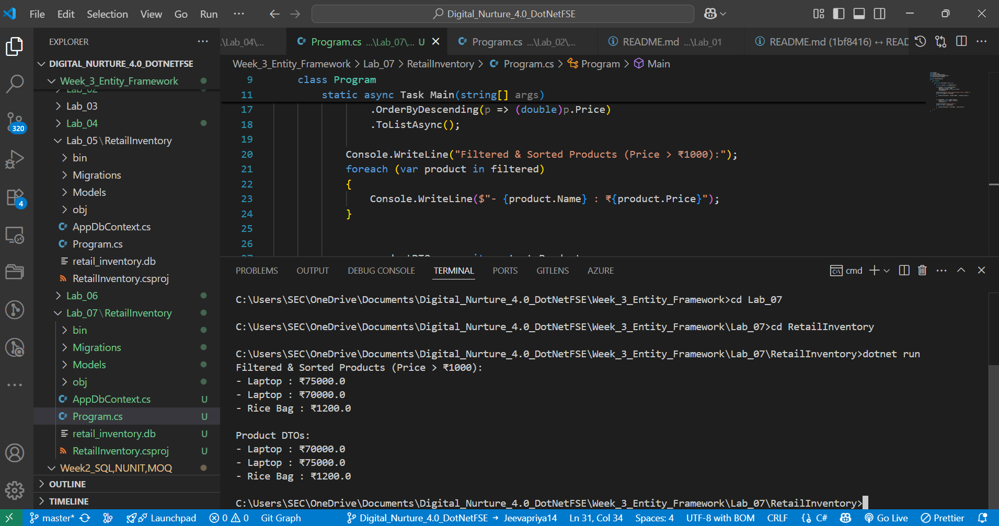 File Edit Selection View Go Run ···
Digital_Nurture_4.0_DotNetFSE
EXPLORER
DIGITAL_NURTURE_4.0_DOTNETFSE
Week_3_Entity_Framework
Lab_02
Lab_03
Lab_04
Lab_05\RetailInventory
bin
Migrations
Models
obj
AppDbContext.cs
Program.cs
retail_inventory.db
RetailInventory.csproj
Lab_06
Lab_07\RetailInventory
bin
Migrations
Models
obj
AppDbContext.cs U
Program.cs U
retail_inventory.db U
RetailInventory.csproj U
Week2_SQL,NUNIT,MOQ
OUTLINE
TIMELINE
320
4
.\Lab_04\...
Program.cs ...\Lab_07\... U
Program.cs ...\Lab_02\...
README.md ...\Lab_01
README.md (1bf8416) ↔ READ
Week_3_Entity_Framework > Lab_07 > RetailInventory > Program.cs > Program > Main
9 class Program
11 static async Task Main(string[] args)
17 .OrderByDescending(p => (double)p.Price)
18 .ToListAsync();
19
20 Console.WriteLine("Filtered & Sorted Products (Price > ₹1000):");
21 foreach (var product in filtered)
22 {
23 Console.WriteLine($"- {product.Name} : ₹{product.Price}");
24 }
25
26
PROBLEMS OUTPUT DEBUG CONSOLE TERMINAL PORTS GITLENS AZURE
cmd
C:\Users\SEC\OneDrive\Documents\Digital_Nurture_4.0_DotNetFSE\Week_3_Entity_Framework>cd Lab_07
C:\Users\SEC\OneDrive\Documents\Digital_Nurture_4.0_DotNetFSE\Week_3_Entity_Framework\Lab_07>cd RetailInventory
C:\Users\SEC\OneDrive\Documents\Digital_Nurture_4.0_DotNetFSE\Week_3_Entity_Framework\Lab_07\RetailInventory>dotnet run
Filtered & Sorted Products (Price > ₹1000):
- Laptop : ₹75000.0
- Laptop : ₹70000.0
- Rice Bag : ₹1200.0
Product DTOs:
- Laptop : ₹70000.0
- Laptop : ₹75000.0
- Rice Bag : ₹1200.0
C:\Users\SEC\OneDrive\Documents\Digital_Nurture_4.0_DotNetFSE\Week_3_Entity_Framework\Lab_07\RetailInventory>
master* Launchpad 0 0 Git Graph Digital_Nurture_4.0_DotNetFSE → Jeevapriya14 Ln 31, Col 34 Spaces: 4 UTF-8 with BOM CRLF {} C# Go Live Prettier